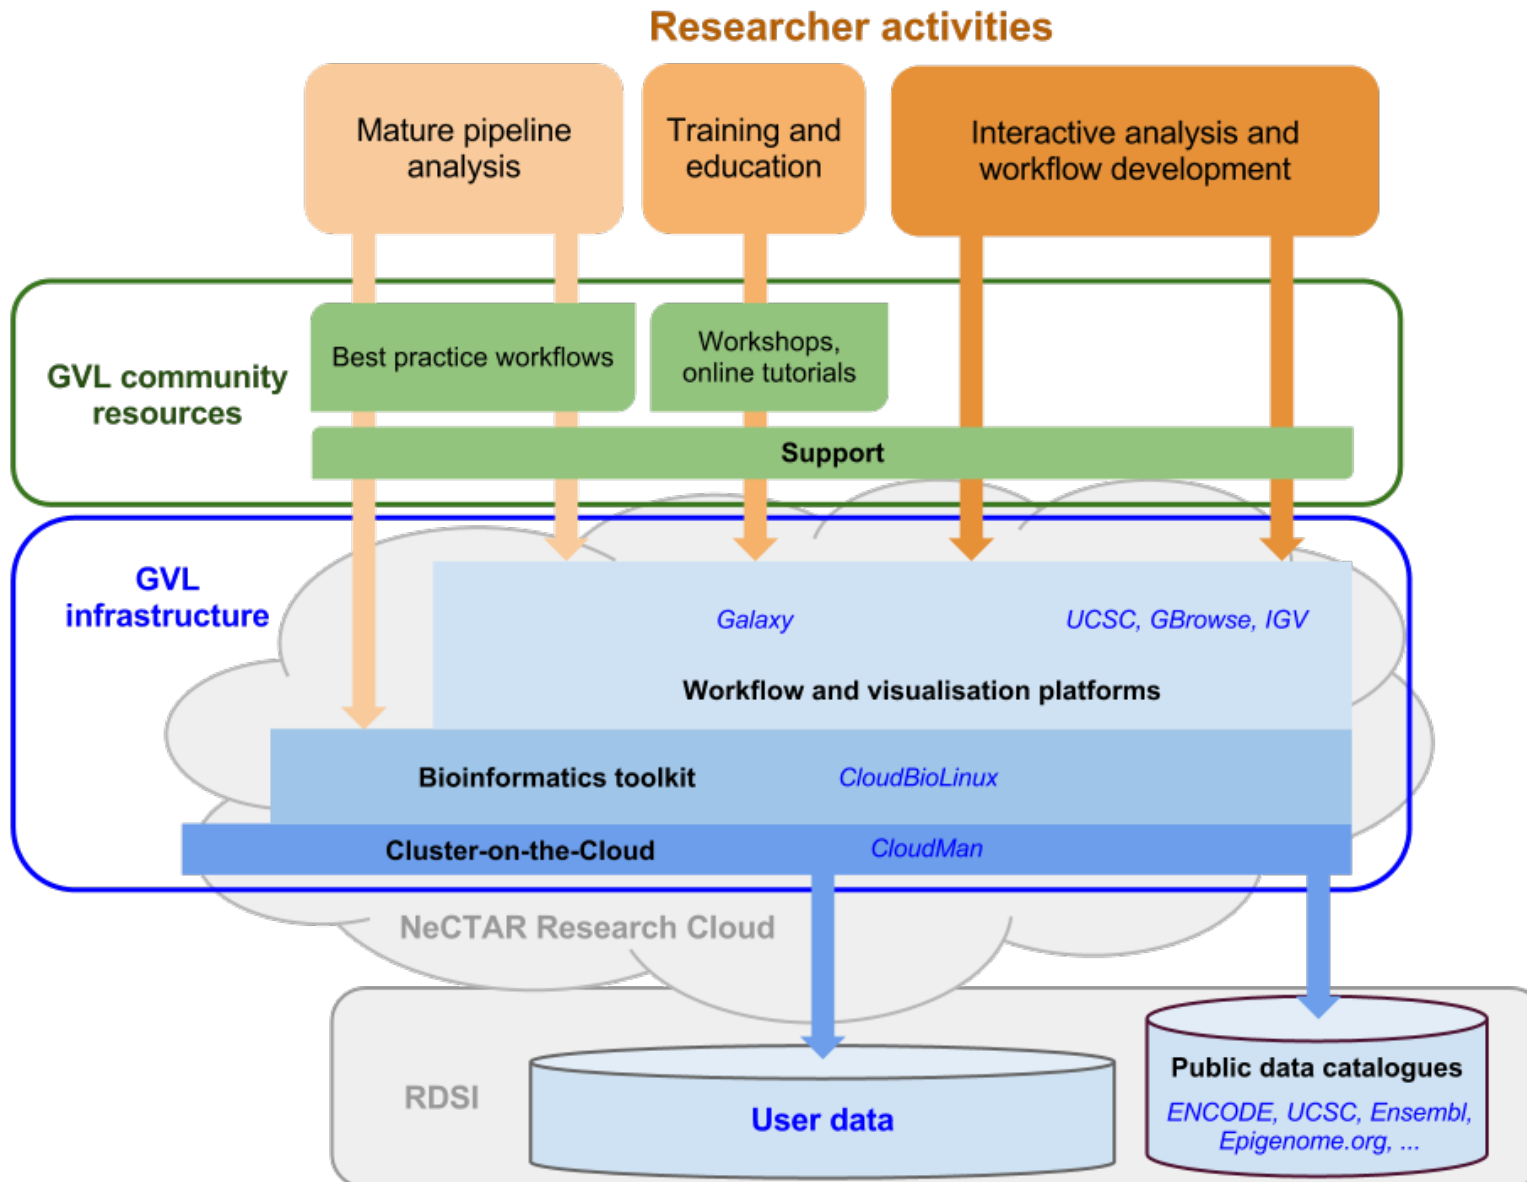 Researcher activities
Mature pipeline
analysis
Training and
education
Interactive analysis and
workflow development
GVL community
resources
Best practice workflows
Workshops,
online tutorials
Support
GVL
infrastructure
Galaxy
UCSC, GBrowse, IGV
Workflow and visualisation platforms
Bioinformatics toolkit
CloudBioLinux
Cluster-on-the-Cloud
CloudMan
NeCTAR Research Cloud
RDSI
User data
Public data catalogues
ENCODE, UCSC, Ensembl,
Epigenome.org, ...